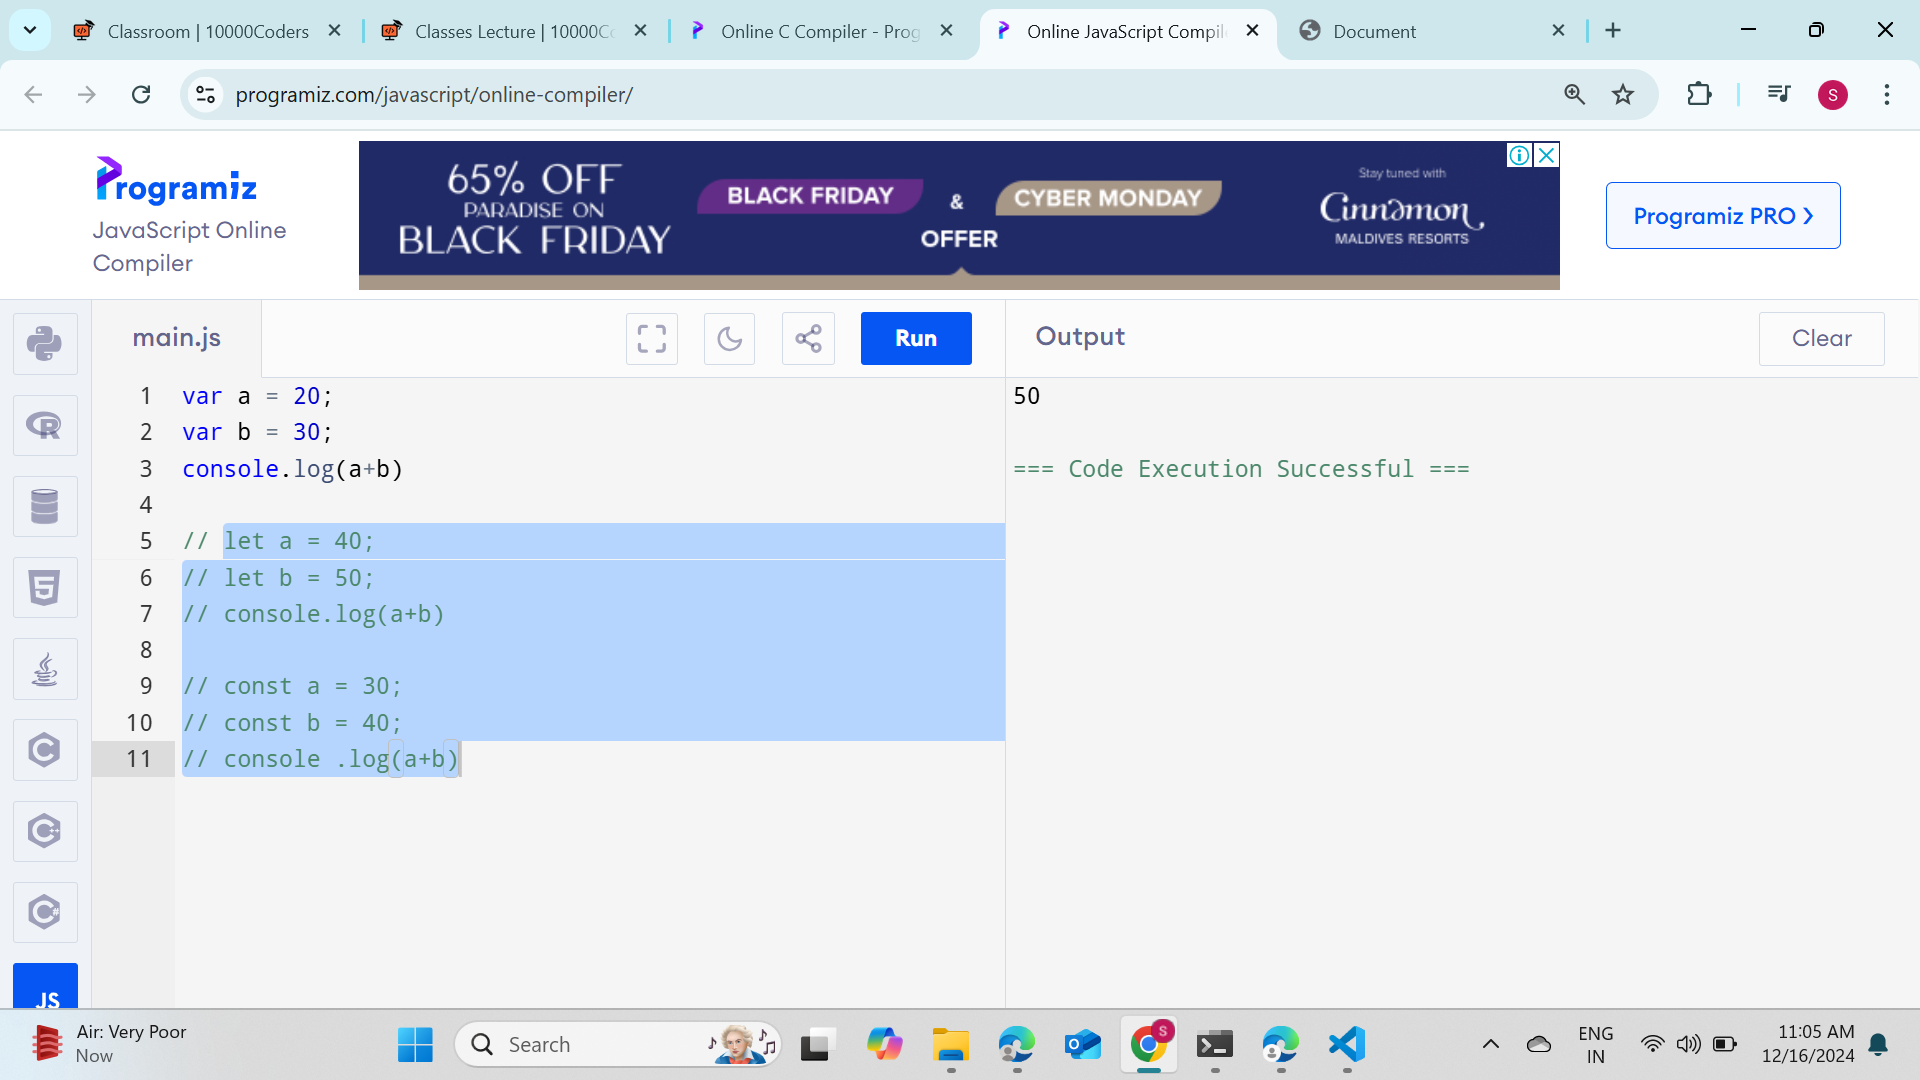 Classroom | 10000Coders
Classes Lecture | 10000Co
Online C Compiler - Prog
Online JavaScript Compil
Document
programiz.com/javascript/online-compiler/
S
Programiz
JavaScript Online
Compiler
65% OFF
PARADISE ON
BLACK FRIDAY
BLACK FRIDAY
&
CYBER MONDAY
OFFER
Stay tuned with
Cinnamon
MALDIVES RESORTS
Programiz PRO ❯
main.js
Run
Output
Clear
1 var a = 20;
2 var b = 30;
3 console.log(a+b)
4
5 // let a = 40;
6 // let b = 50;
7 // console.log(a+b)
8
9 // const a = 30;
10 // const b = 40;
11 // console .log(a+b)
50
=== Code Execution Successful ===
JS
Air: Very Poor
Now
Search
S
ENG
IN
11:05 AM
12/16/2024